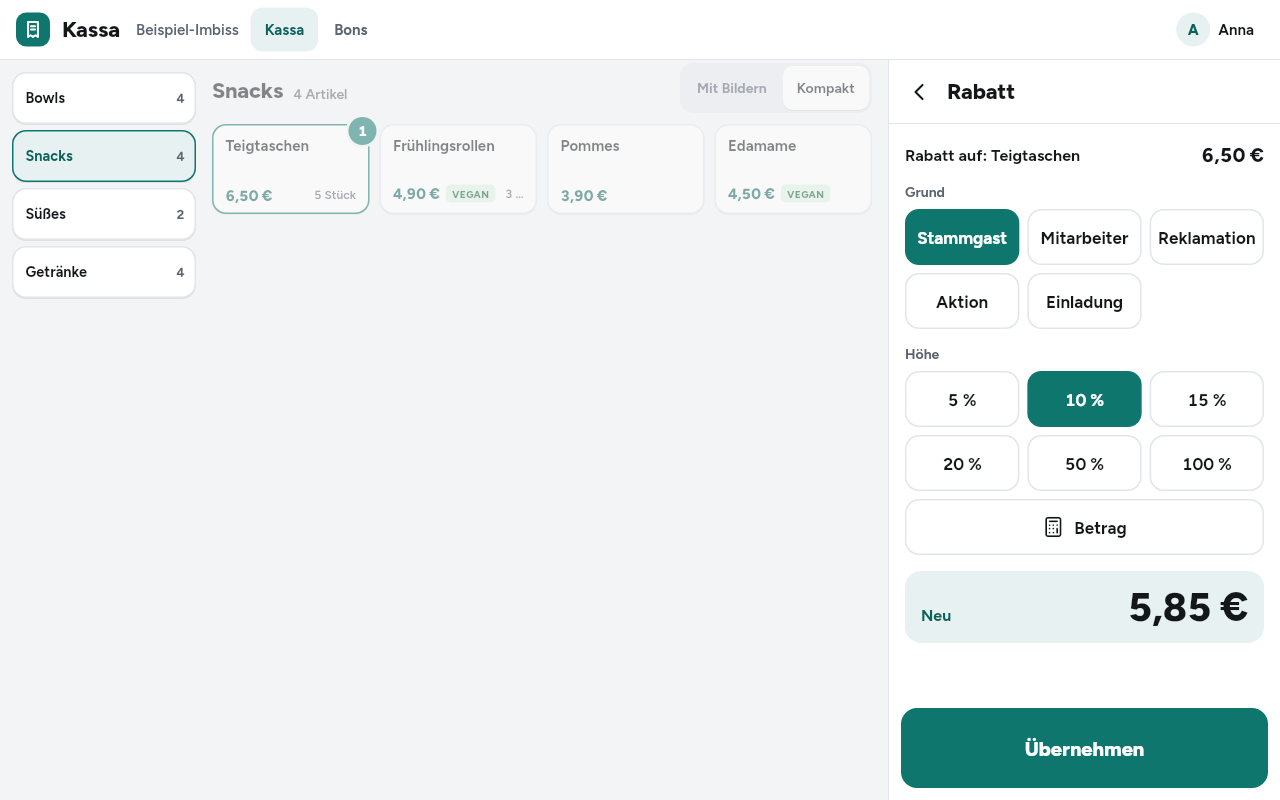 Kassa
Beispiel-Imbiss
Kassa
Bons
A
Anna
Bowls 4
Snacks 4
Süßes 2
Getränke 4
Snacks 4 Artikel
Mit Bildern
Kompakt
1
Teigtaschen
6,50 € 5 Stück
Frühlingsrollen
4,90 € VEGAN 3 ...
Pommes
3,90 €
Edamame
4,50 € VEGAN
Rabatt
Rabatt auf: Teigtaschen 6,50 €
Grund
Stammgast
Mitarbeiter
Reklamation
Aktion
Einladung
Höhe
5 %
10 %
15 %
20 %
50 %
100 %
Betrag
Neu 5,85 €
Übernehmen